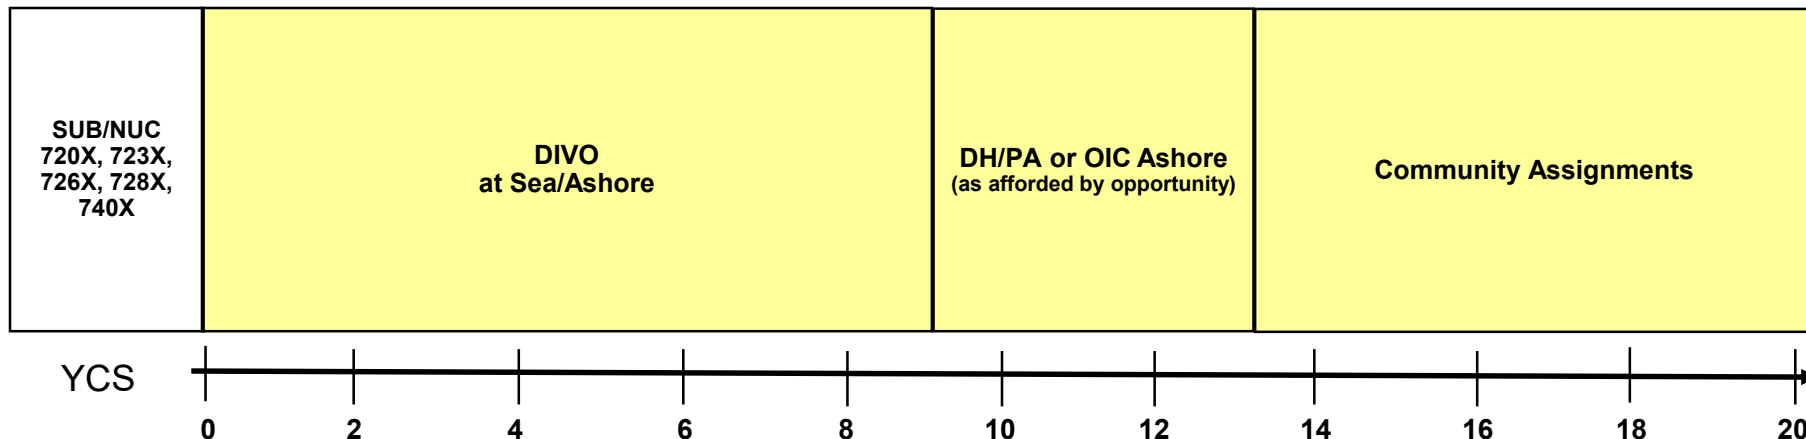 SUB/NUC
720X, 723X,
726X, 728X,
740X
DIVO
at Sea/Ashore
DH/PA or OIC Ashore
(as afforded by opportunity)
Community Assignments
YCS
0 2 4 6 8 10 12 14 16 18 20